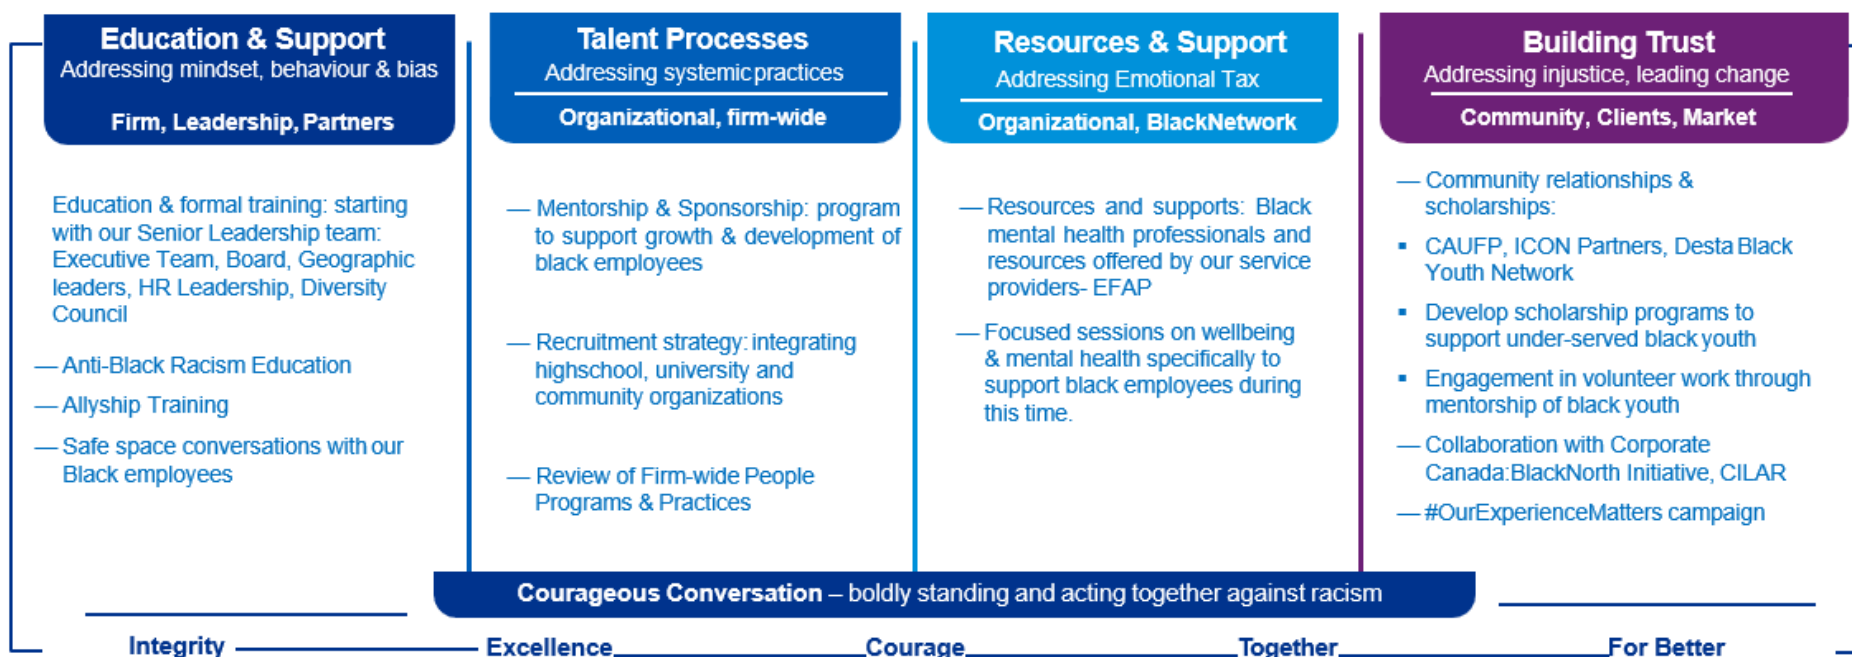 Education & Support
Addressing mindset, behaviour & bias
Firm, Leadership, Partners
Education & formal training: starting
with our Senior Leadership team:
Executive Team, Board, Geographic
leaders, HR Leadership, Diversity
Council
— Anti-Black Racism Education
— Allyship Training
— Safe space conversations with our
Black employees
Talent Processes
Addressing systemic practices
Organizational, firm-wide
— Mentorship & Sponsorship: program
to support growth & development of
black employees
— Recruitment strategy: integrating
highschool, university and
community organizations
— Review of Firm-wide People
Programs & Practices
Resources & Support
Addressing Emotional Tax
Organizational, BlackNetwork
— Resources and supports: Black
mental health professionals and
resources offered by our service
providers- EFAP
— Focused sessions on wellbeing
& mental health specifically to
support black employees during
this time.
Building Trust
Addressing injustice, leading change
Community, Clients, Market
— Community relationships &
scholarships:
▪ CAUFP, ICON Partners, Desta Black
Youth Network
▪ Develop scholarship programs to
support under-served black youth
▪ Engagement in volunteer work through
mentorship of black youth
— Collaboration with Corporate
Canada:BlackNorth Initiative, CILAR
— #OurExperienceMatters campaign
Courageous Conversation – boldly standing and acting together against racism
Integrity Excellence Courage Together For Better